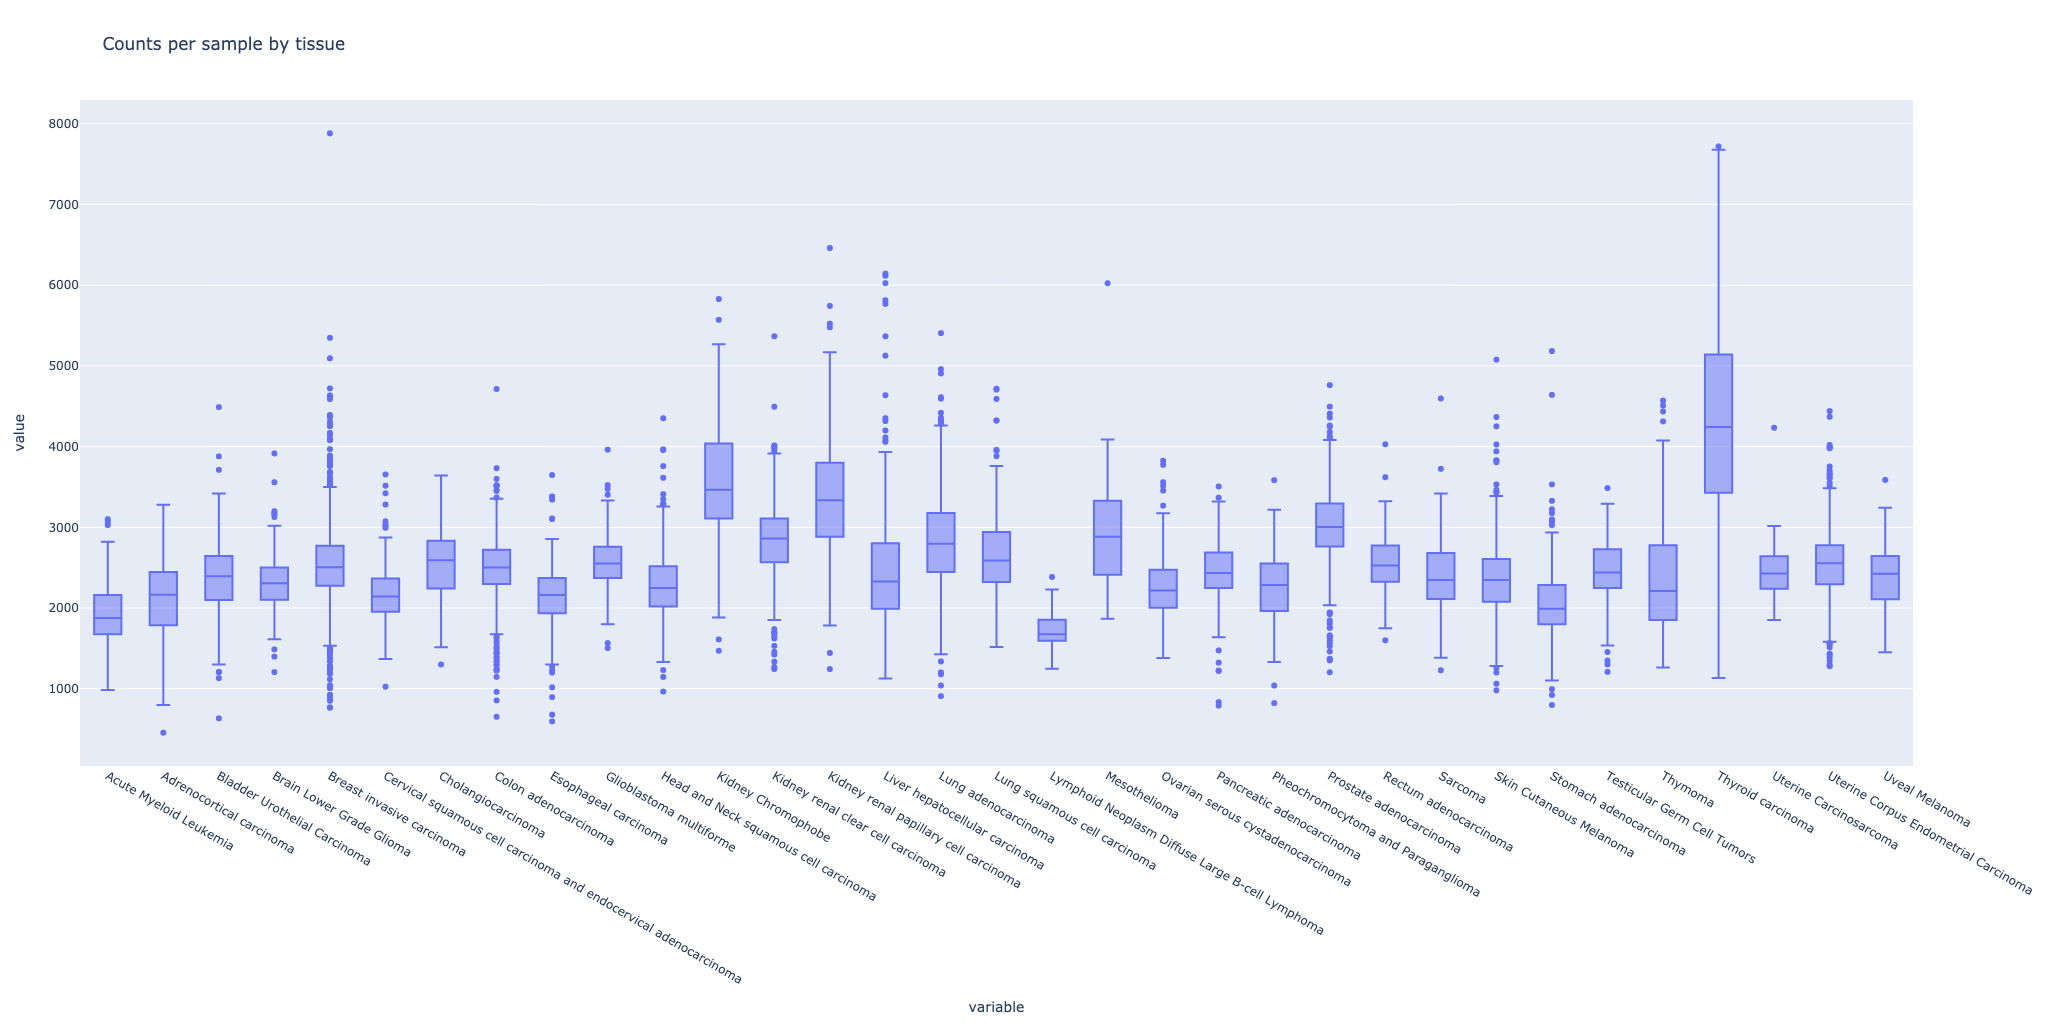 Counts per sample by tissue
8000
7000
6000
5000
4000
3000
2000
1000
value
Acute Myeloid Leukemia
Adrenocortical carcinoma
Bladder Urothelial Carcinoma
Brain Lower Grade Glioma
Breast invasive carcinoma
Cervical squamous cell carcinoma and endocervical adenocarcinoma
Cholangiocarcinoma
Colon adenocarcinoma
Esophageal carcinoma
Glioblastoma multiforme
Head and Neck squamous cell carcinoma
Kidney Chromophobe
Kidney renal clear cell carcinoma
Kidney renal papillary cell carcinoma
Liver hepatocellular carcinoma
Lung adenocarcinoma
Lung squamous cell carcinoma
Lymphoid Neoplasm Diffuse Large B-cell Lymphoma
Mesothelioma
Ovarian serous cystadenocarcinoma
Pancreatic adenocarcinoma
Pheochromocytoma and Paraganglioma
Prostate adenocarcinoma
Rectum adenocarcinoma
Sarcoma
Skin Cutaneous Melanoma
Stomach adenocarcinoma
Testicular Germ Cell Tumors
Thymoma
Thyroid carcinoma
Uterine Carcinosarcoma
Uterine Corpus Endometrial Carcinoma
Uveal Melanoma
variable